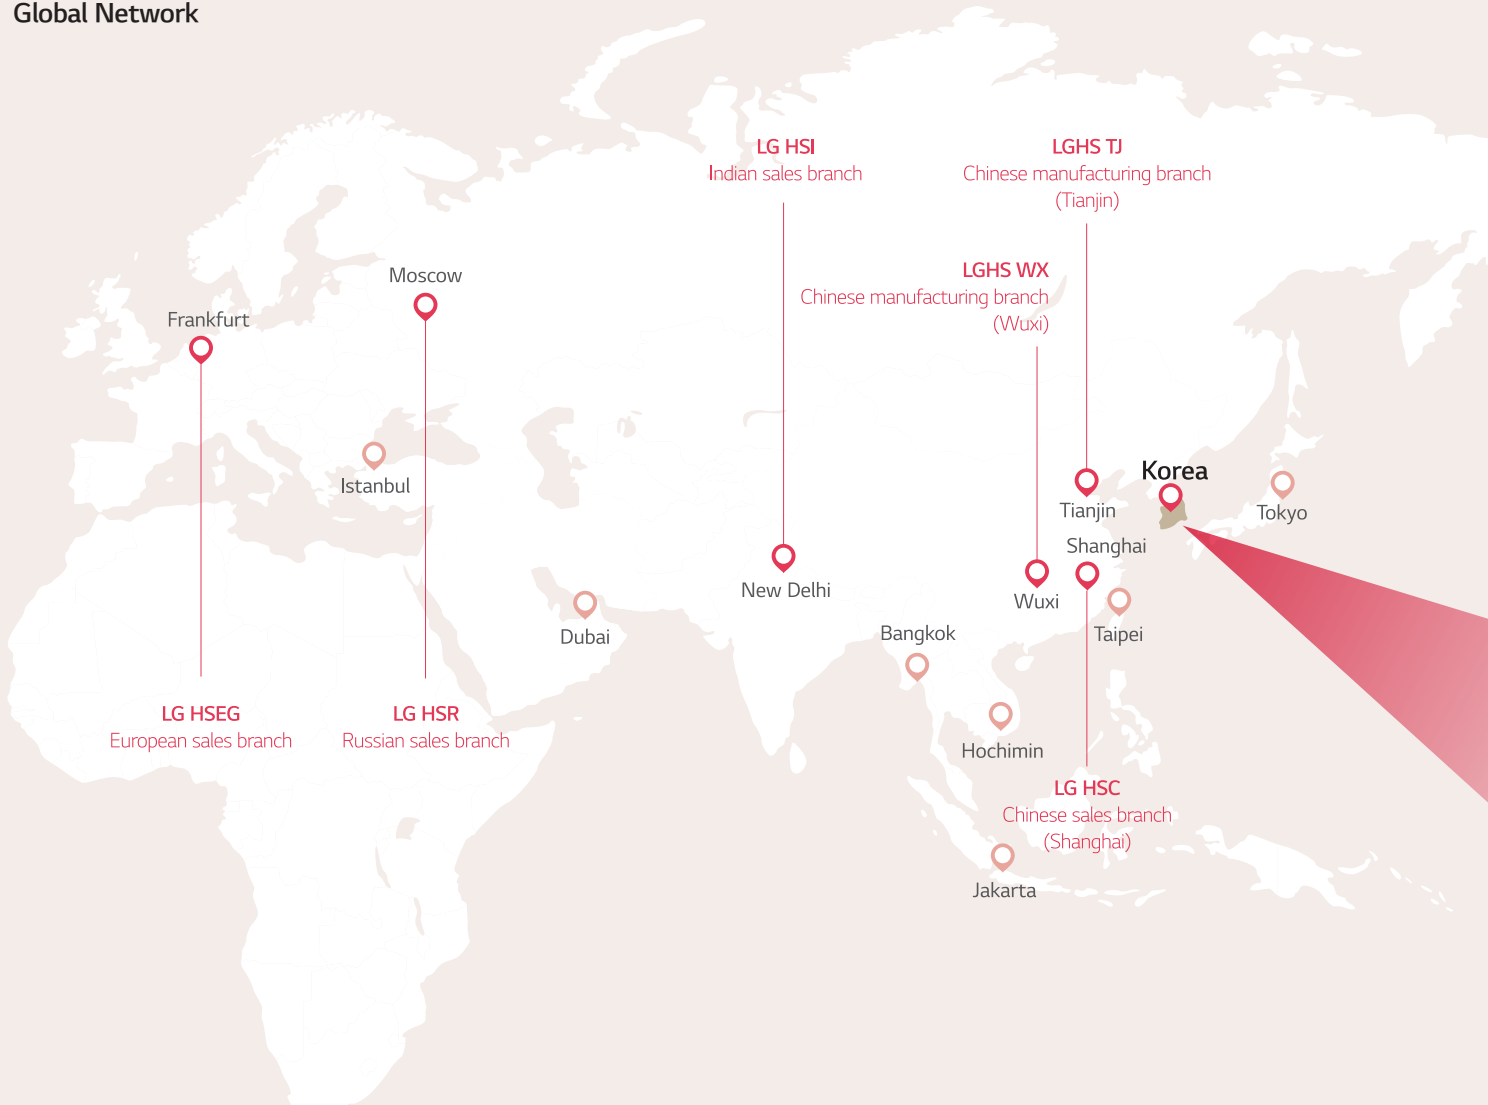 Global Network
LG HSI
Indian sales branch
LGHS TJ
Chinese manufacturing branch
(Tianjin)
LGHS WX
Chinese manufacturing branch
(Wuxi)
Moscow
Frankfurt
Istanbul
Korea
Tianjin
Tokyo
Shanghai
New Delhi
Wuxi
Dubai
Bangkok
Taipei
LG HSEG
European sales branch
LG HSR
Russian sales branch
Hochimin
LG HSC
Chinese sales branch
(Shanghai)
Jakarta